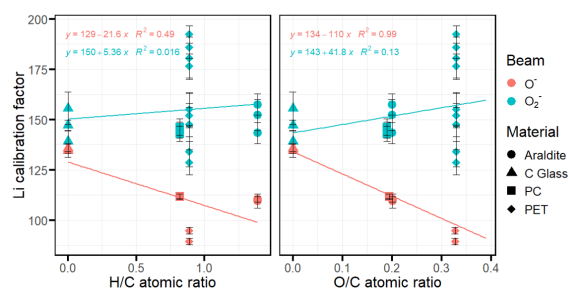 y = 129 − 21.6 x R² = 0.49
y = 150 + 5.36 x R² = 0.016
y = 134 − 110 x R² = 0.99
y = 143 + 41.8 x R² = 0.13
200
175
150
125
100
Li calibration factor
0.0 0.5 1.0
H/C atomic ratio
0.0 0.1 0.2 0.3 0.4
O/C atomic ratio
Beam
O⁻
O₂⁻
Material
Araldite
C Glass
PC
PET